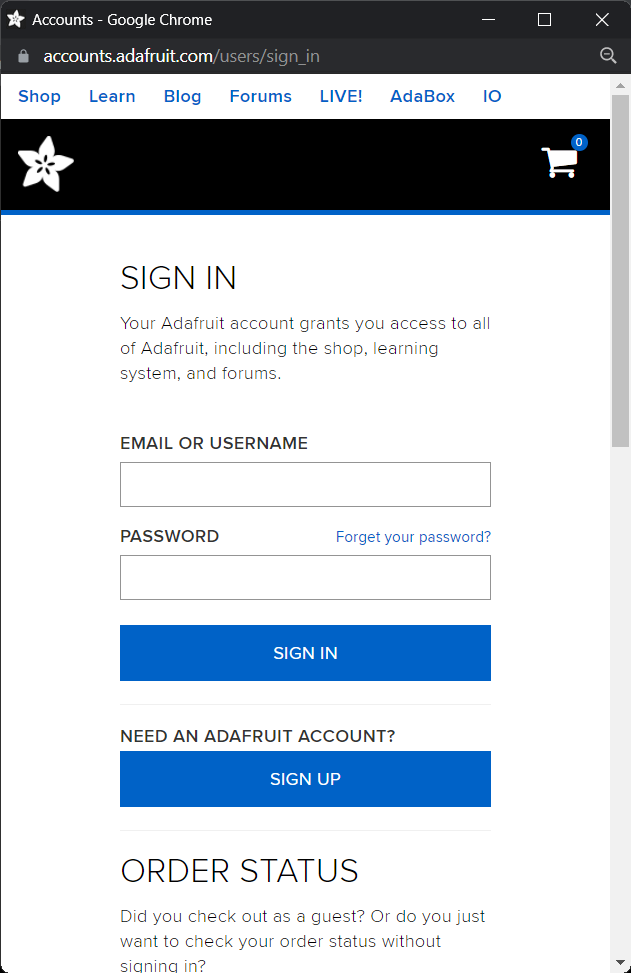 Accounts - Google Chrome
accounts.adafruit.com/users/sign_in
Shop Learn Blog Forums LIVE! AdaBox IO
0
SIGN IN
Your Adafruit account grants you access to all
of Adafruit, including the shop, learning
system, and forums.
EMAIL OR USERNAME
PASSWORD Forget your password?
SIGN IN
NEED AN ADAFRUIT ACCOUNT?
SIGN UP
ORDER STATUS
Did you check out as a guest? Or do you just
want to check your order status without
signing in?